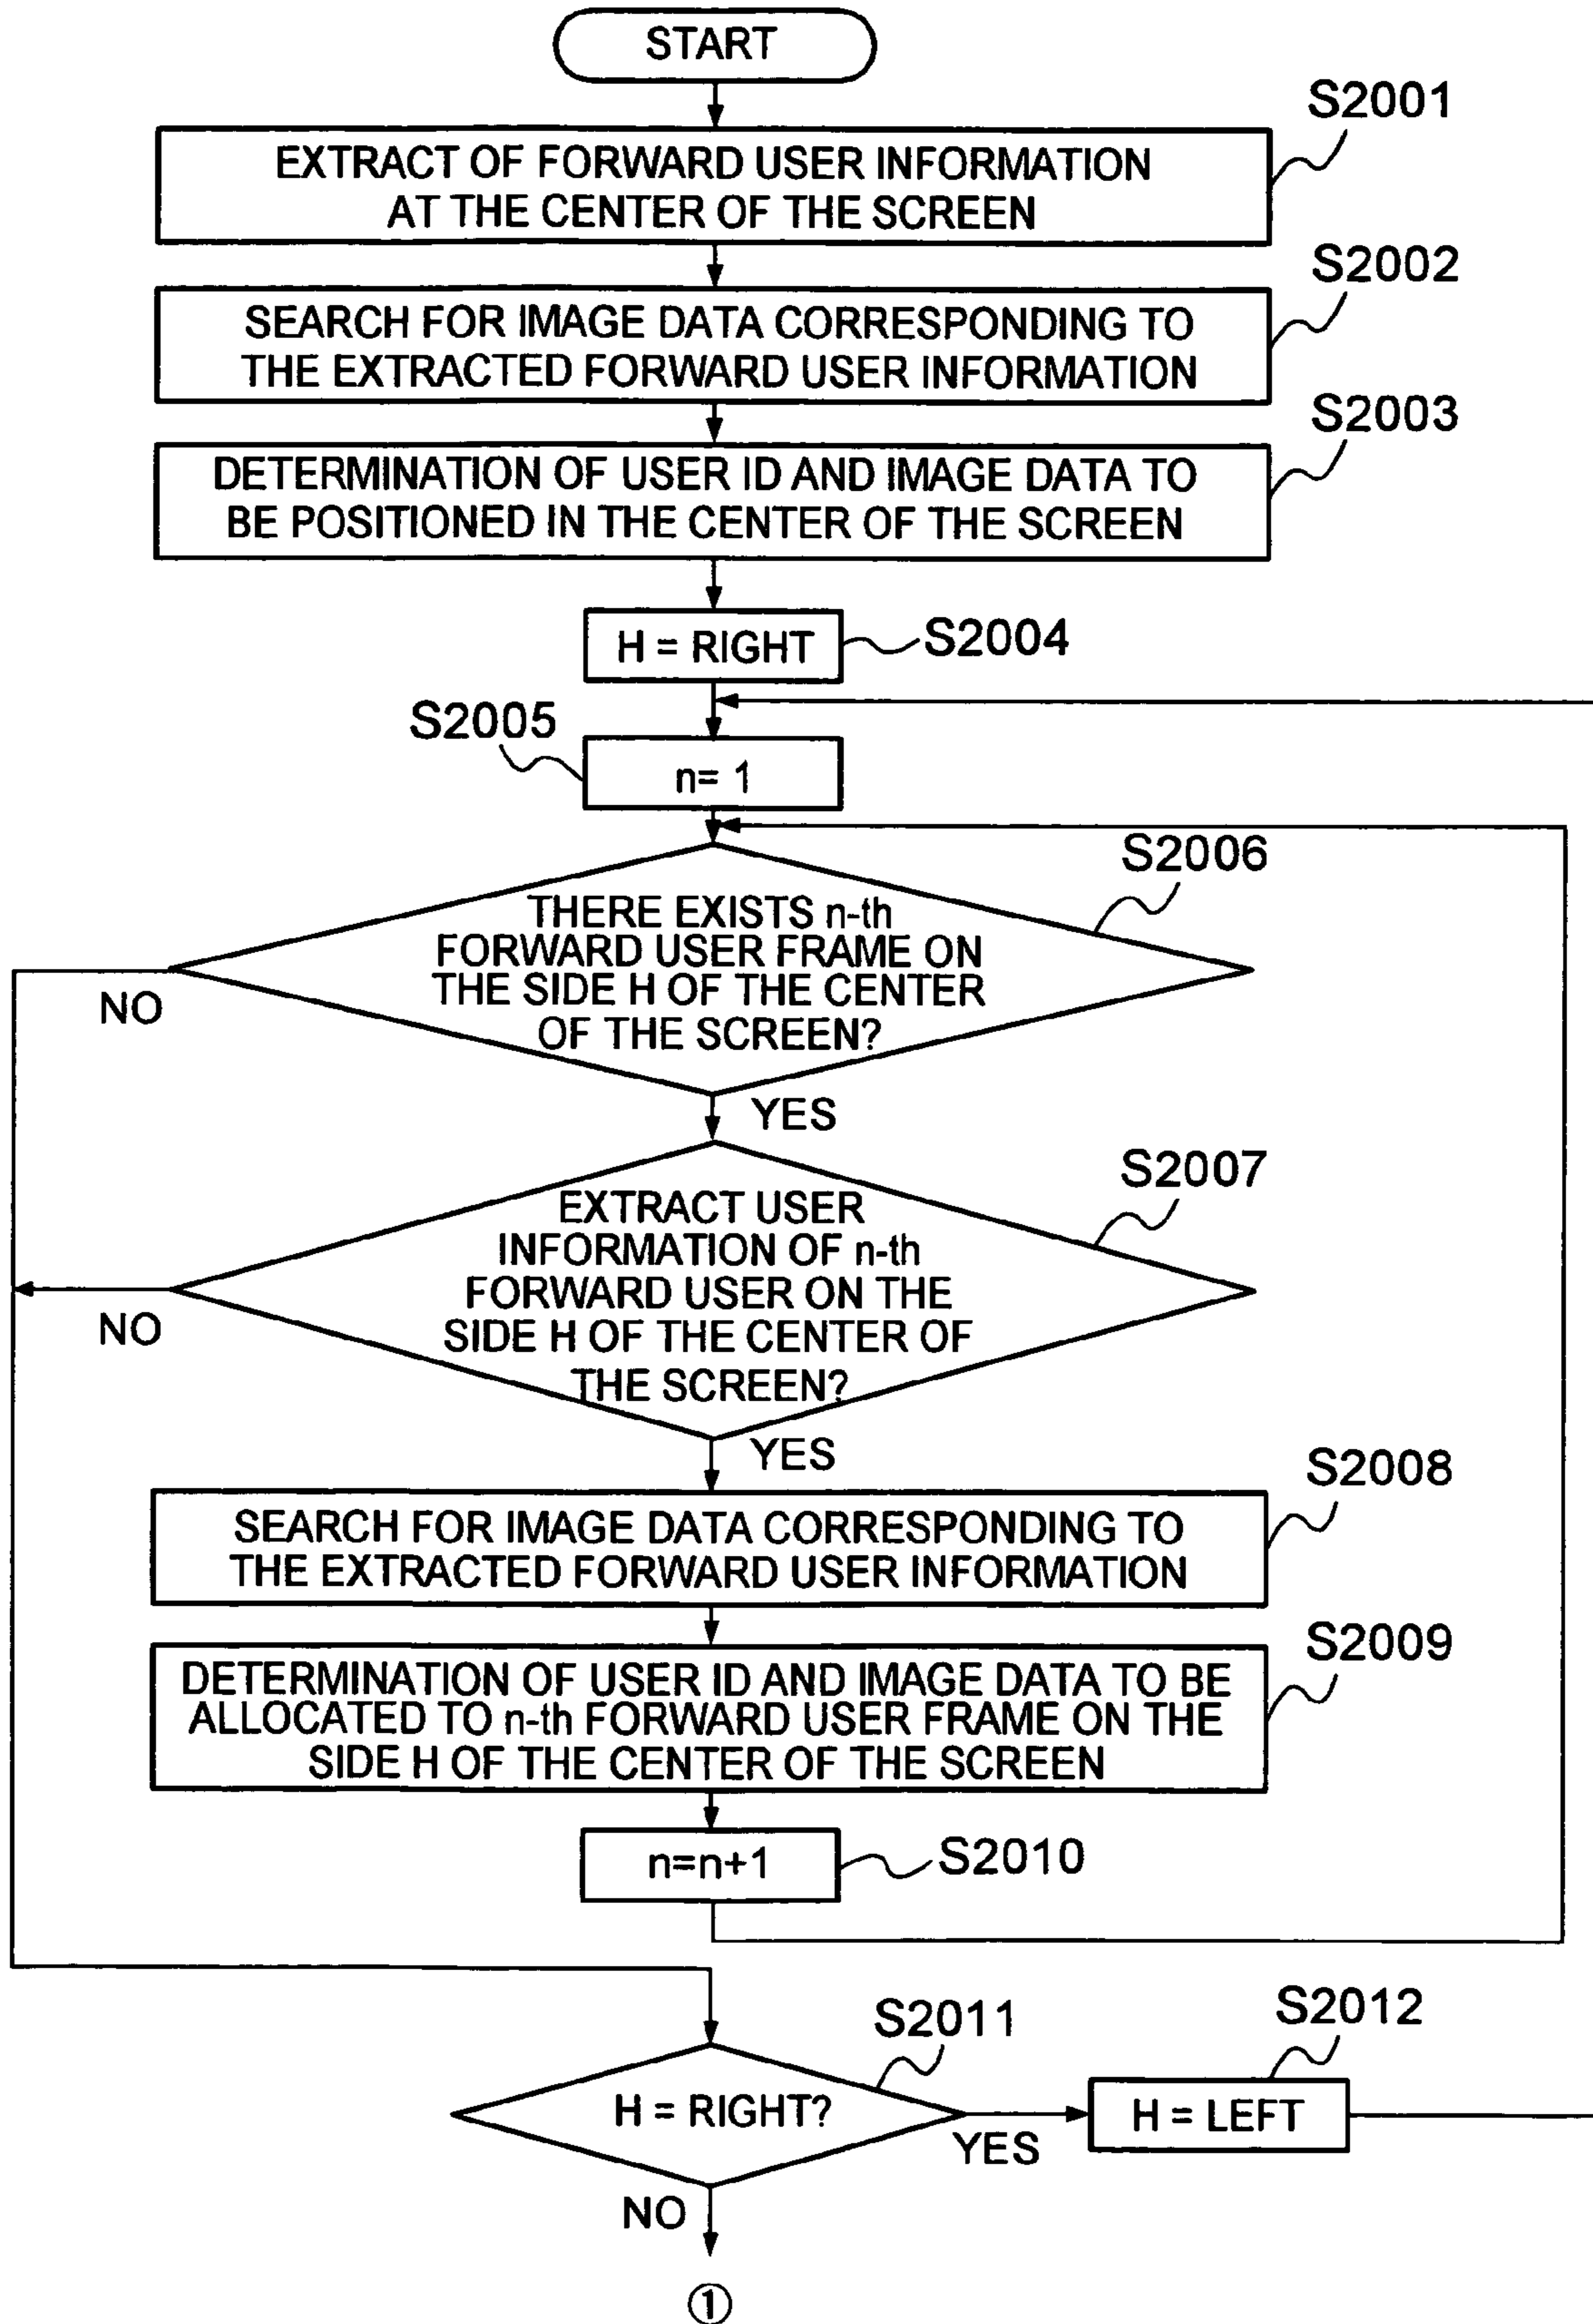 START
S2001
EXTRACT OF FORWARD USER INFORMATION
AT THE CENTER OF THE SCREEN
S2002
SEARCH FOR IMAGE DATA CORRESPONDING TO
THE EXTRACTED FORWARD USER INFORMATION
S2003
DETERMINATION OF USER ID AND IMAGE DATA TO
BE POSITIONED IN THE CENTER OF THE SCREEN
H = RIGHT
S2004
S2005
n= 1
S2006
THERE EXISTS n-th
FORWARD USER FRAME ON
THE SIDE H OF THE CENTER
OF THE SCREEN?
NO
YES
S2007
EXTRACT USER
INFORMATION OF n-th
FORWARD USER ON THE
SIDE H OF THE CENTER OF
THE SCREEN?
NO
YES
S2008
SEARCH FOR IMAGE DATA CORRESPONDING TO
THE EXTRACTED FORWARD USER INFORMATION
S2009
DETERMINATION OF USER ID AND IMAGE DATA TO BE
ALLOCATED TO n-th FORWARD USER FRAME ON THE
SIDE H OF THE CENTER OF THE SCREEN
n=n+1
S2010
S2011
S2012
H = RIGHT?
YES
H = LEFT
NO
①